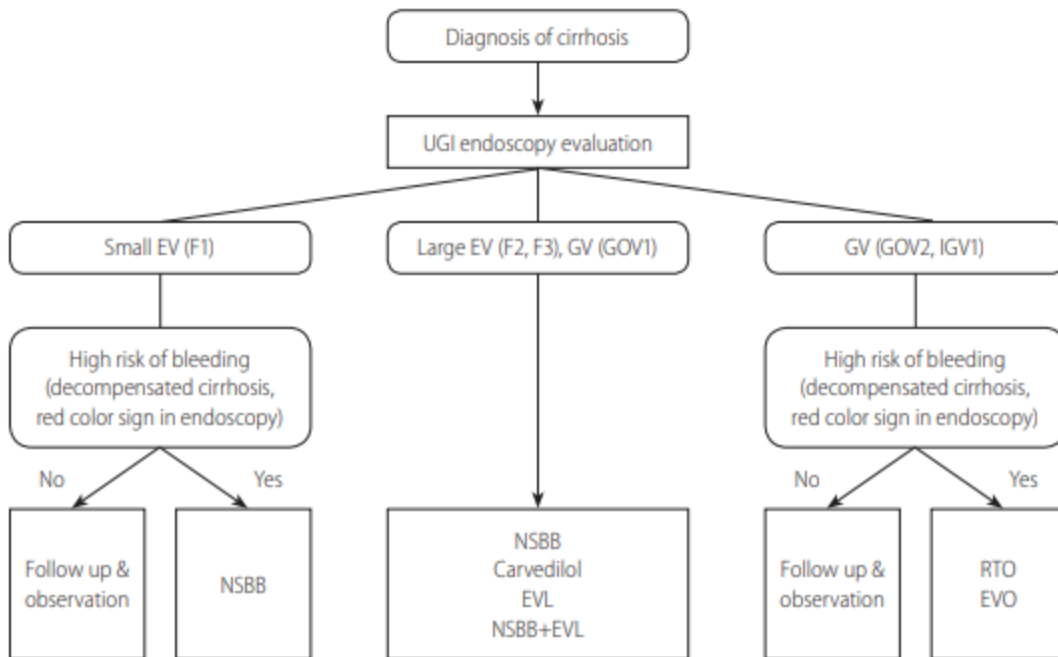 Diagnosis of cirrhosis
UGI endoscopy evaluation
Small EV (F1)
Large EV (F2, F3), GV (GOV1)
GV (GOV2, IGV1)
High risk of bleeding
(decompensated cirrhosis,
red color sign in endoscopy)
High risk of bleeding
(decompensated cirrhosis,
red color sign in endoscopy)
No
Yes
No
Yes
Follow up &
observation
NSBB
NSBB
Carvedilol
EVL
NSBB+EVL
Follow up &
observation
RTO
EVO